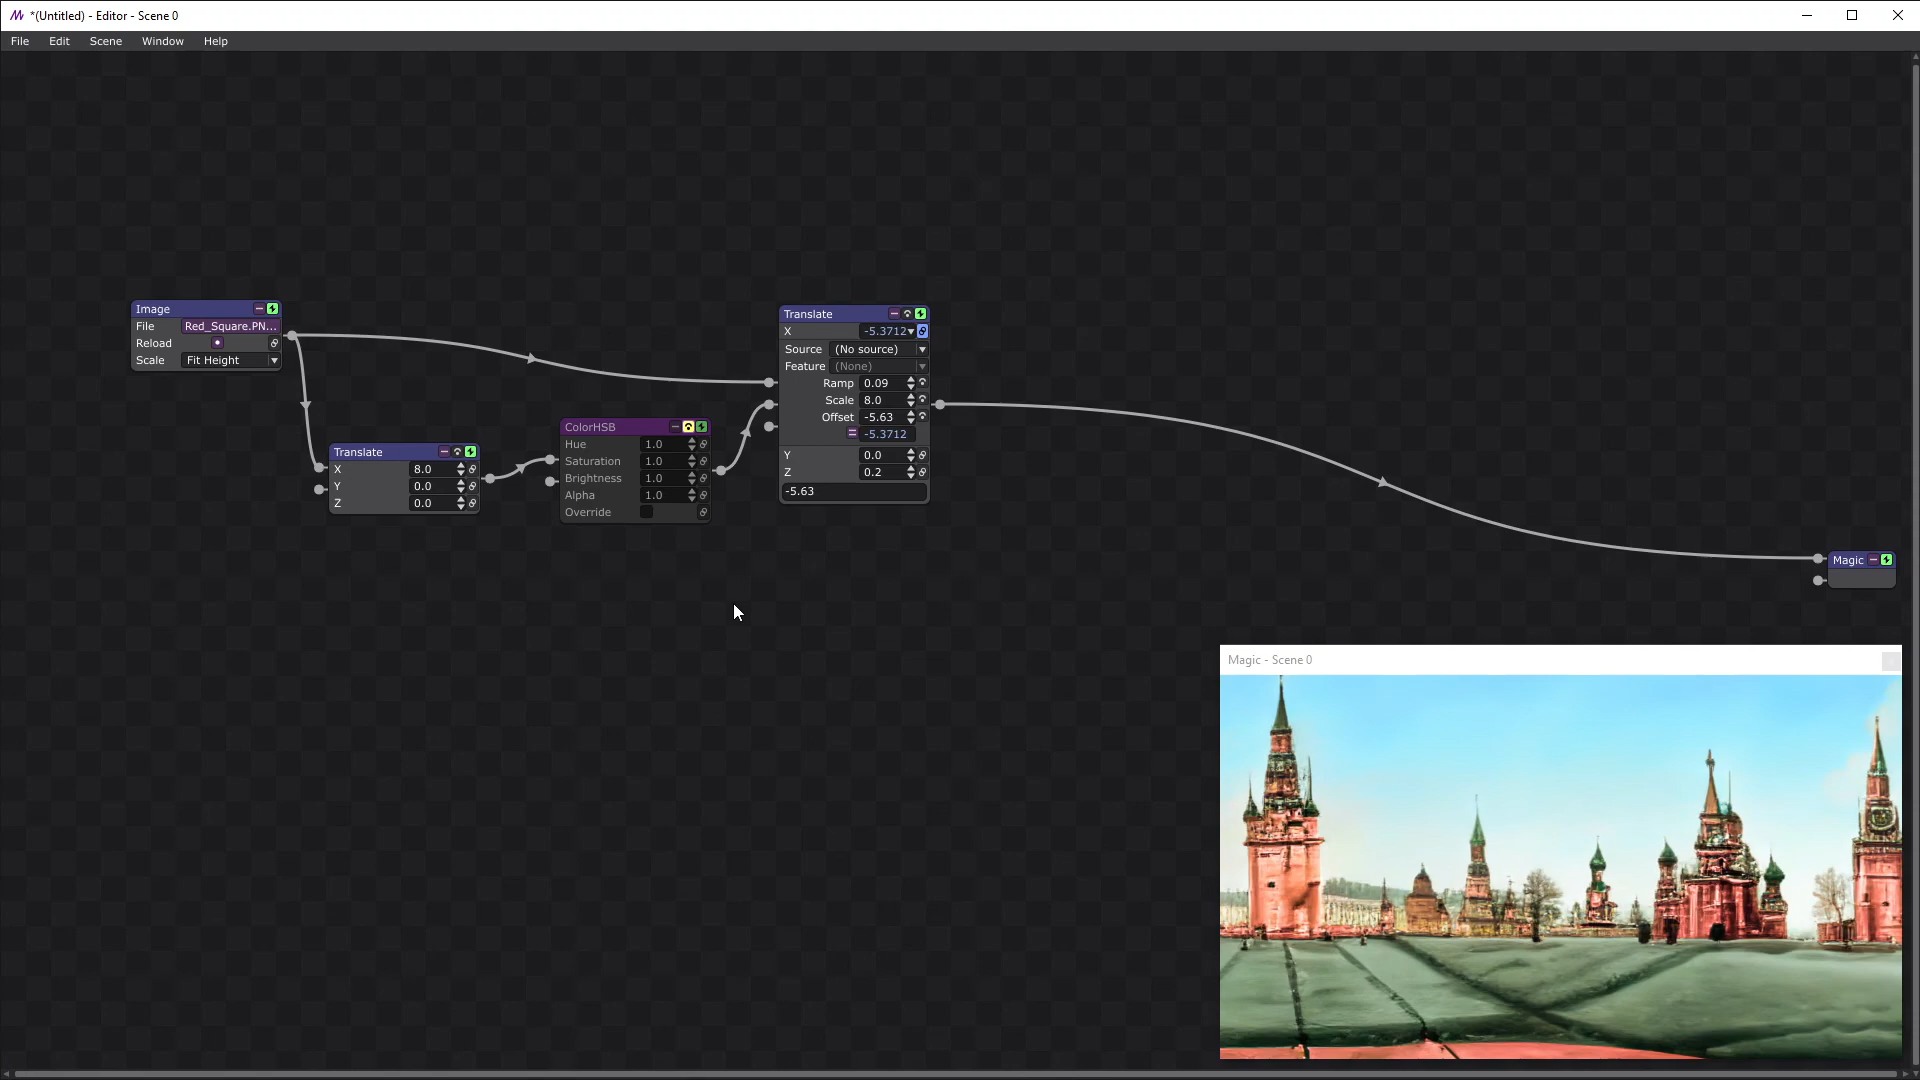 *(Untitled) - Editor - Scene 0
File Edit Scene Window Help
Image
File Red_Square.PN...
Reload
Scale Fit Height
Translate
X 8.0
Y 0.0
Z 0.0
ColorHSB
Hue 1.0
Saturation 1.0
Brightness 1.0
Alpha 1.0
Override
Translate
X -5.3712
Source (No source)
Feature (None)
Ramp 0.09
Scale 8.0
Offset -5.63
= -5.3712
Y 0.0
Z 0.2
-5.63
Magic
Magic - Scene 0